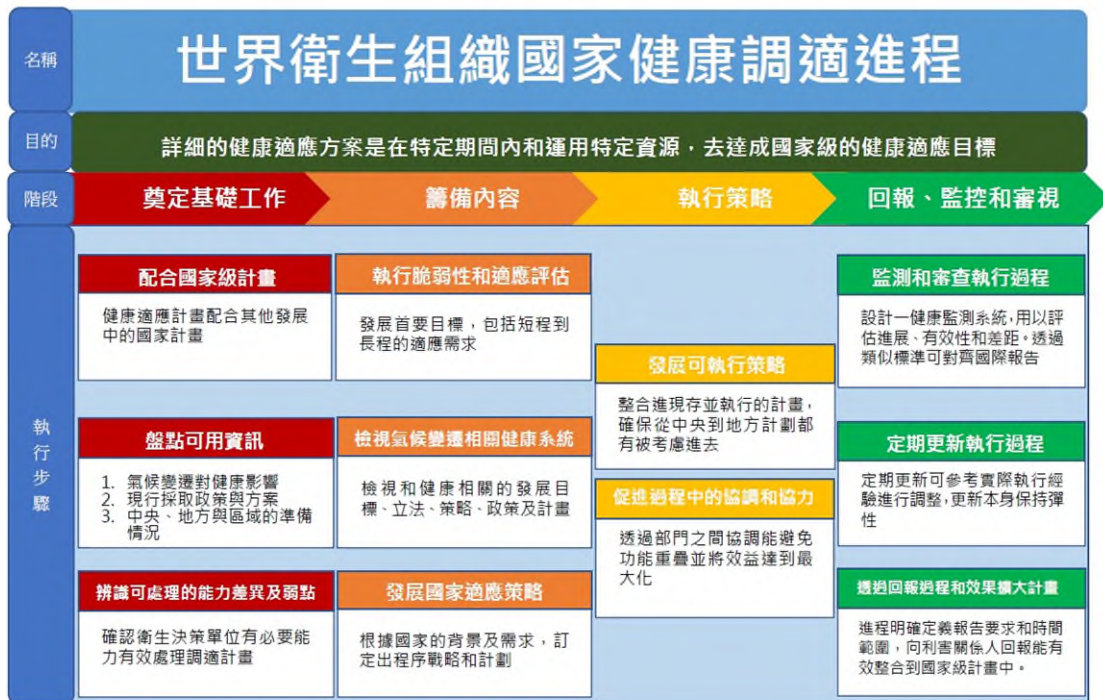 名稱
世界衛生組織國家健康調適進程
目的
詳細的健康適應方案是在特定期間內和運用特定資源，去達成國家級的健康適應目標
階段
奠定基礎工作
籌備內容
執行策略
回報、監控和審視
執行步驟
配合國家級計畫
健康適應計畫配合其他發展
中的國家計畫
盤點可用資訊
1. 氣候變遷對健康影響
2. 現行採取政策與方案
3. 中央、地方與區域的準備
情況
辨識可處理的能力差異及弱點
確認衛生決策單位有必要能
力有效處理調適計畫
執行脆弱性和適應評估
發展首要目標，包括短程到
長程的適應需求
檢視氣候變遷相關健康系統
檢視和健康相關的發展目
標、立法、策略、政策及計畫
發展國家適應策略
根據國家的背景及需求，訂
定出程序戰略和計劃
發展可執行策略
整合進現存並執行的計畫，
確保從中央到地方計劃都
有被考慮進去
促進過程中的協調和協力
透過部門之間協調能避免
功能重疊並將效益達到最
大化
監測和審查執行過程
設計一健康監測系統，用以評
估進展、有效性和差距。透過
類似標準可對齊國際報告
定期更新執行過程
定期更新可參考實際執行經
驗進行調整，更新本身保持彈
性
透過回報過程和效果擴大計畫
進程明確定義報告要求和時間
範圍，向利害關係人回報能有
效整合到國家級計畫中。